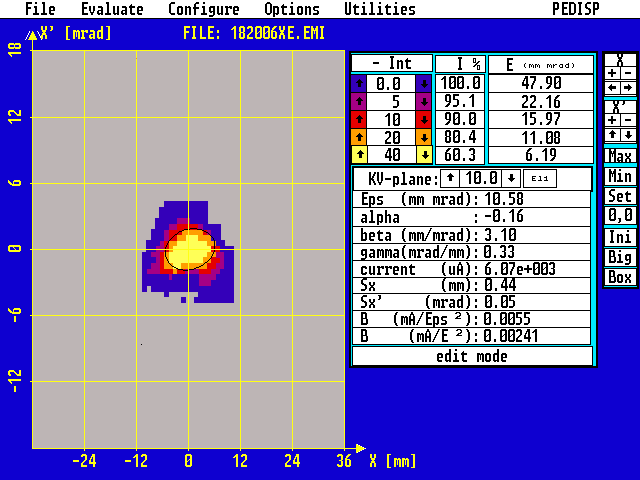 File Evaluate Configure Options Utilities PEDISP
X' [mrad] FILE: 182006XE.EMI
18
12
6
0
-6
-12
-24 -12 0 12 24 36 X [mm]
- Int I % E (mm mrad)
0.0 100.0 47.90
5 95.1 22.16
10 90.0 15.97
20 80.4 11.08
40 60.3 6.19
KV-plane: 10.0 Ell
Eps (mm mrad): 10.58
alpha : -0.16
beta (mm/mrad): 3.10
gamma(mrad/mm): 0.33
current (uA): 6.07e+003
Sx (mm): 0.44
Sx' (mrad): 0.05
B (mA/Eps ²): 0.0055
B (mA/E ²): 0.00241
edit mode
X
+ -
X'
+ -
Max
Min
Set
0,0
Ini
Big
Box